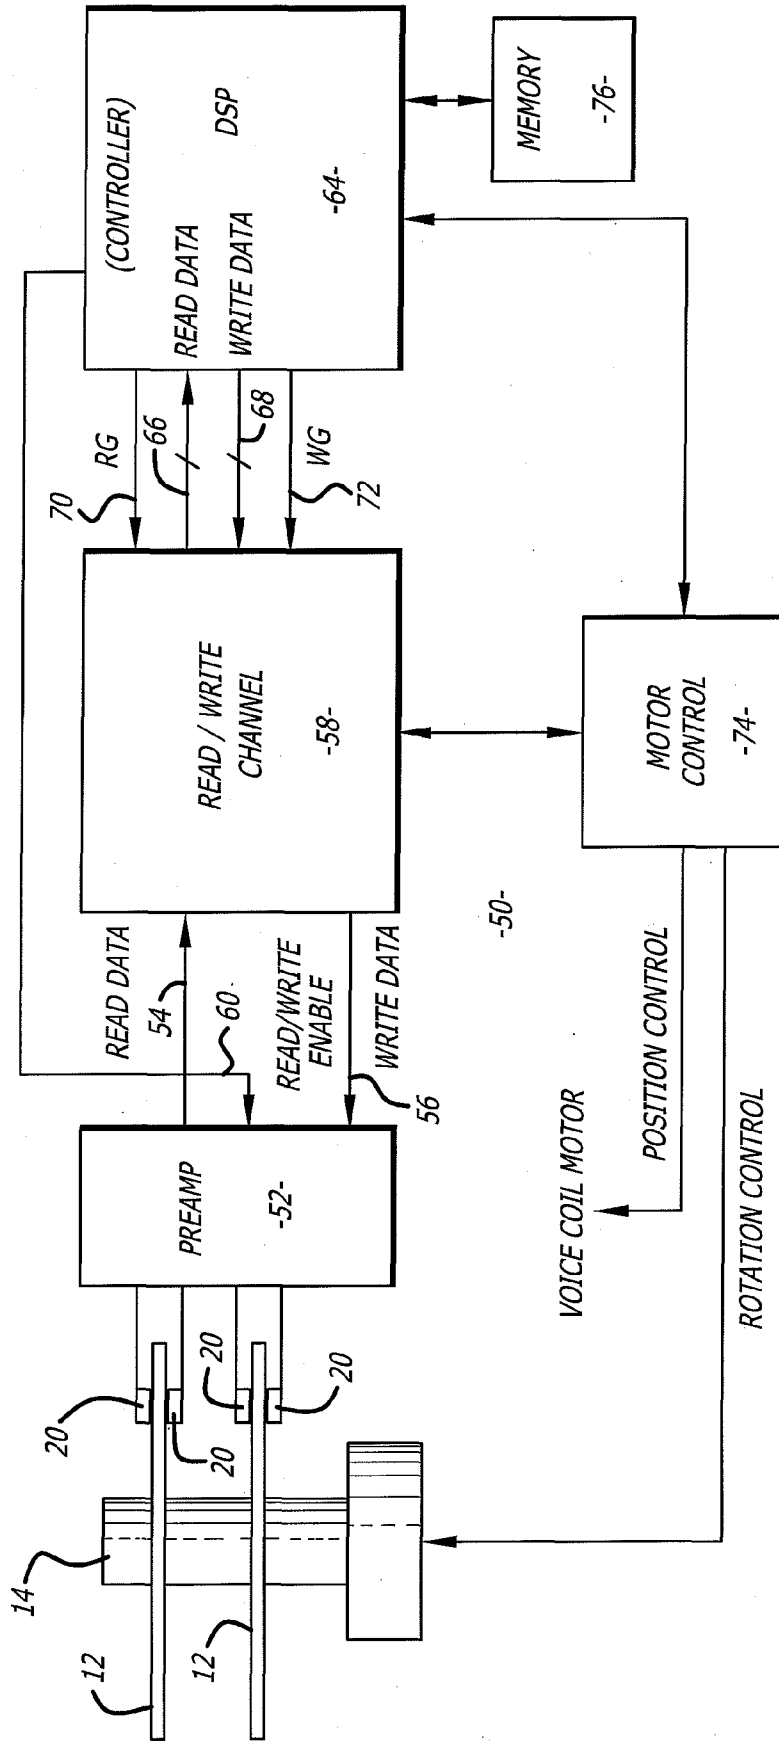 14
12
12
20
20
20
20
PREAMP
-52-
READ DATA
54
60
READ/WRITE
ENABLE
WRITE DATA
56
READ / WRITE
CHANNEL
-58-
70
RG
66
68
WG
72
(CONTROLLER)
READ DATA
WRITE DATA
DSP
-64-
MEMORY
-76-
-50-
VOICE COIL MOTOR
POSITION CONTROL
ROTATION CONTROL
MOTOR
CONTROL
-74-